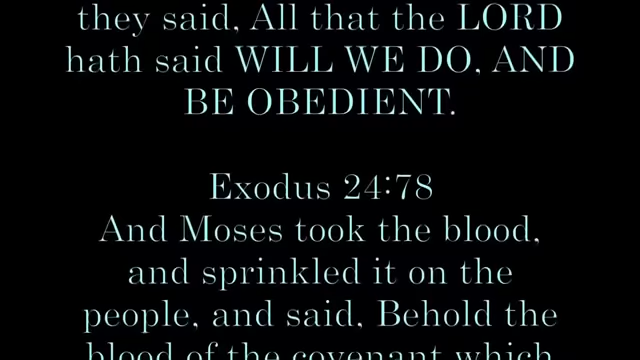 they said, All that the LORD
hath said WILL WE DO, AND
BE OBEDIENT.
Exodus 24:78
And Moses took the blood,
and sprinkled it on the
people, and said, Behold the
blood of the covenant which